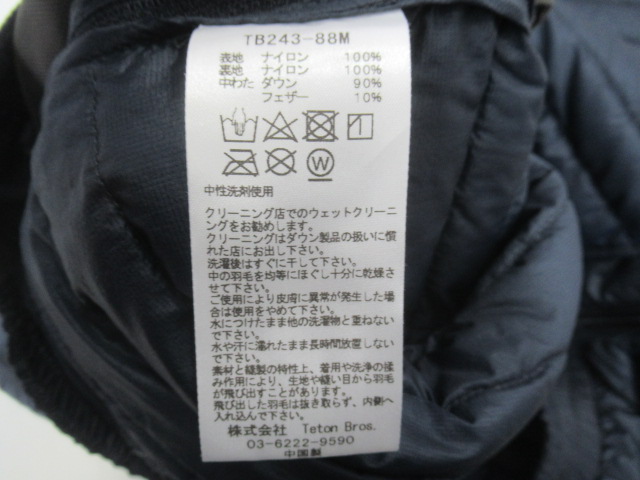 TB243-88M
表地 ナイロン 100%
裏地 ナイロン 100%
中わた ダウン 90%
フェザー 10%
W
中性洗剤使用
クリーニング店でのウェットクリーニ
ングをお勧めします。
クリーニングはダウン製品の扱いに慣
れた店にお出し下さい。
洗濯後はすぐに干して下さい。
中の羽毛を均等にほぐし十分に乾燥さ
せて下さい。
ご使用により皮膚に異常が発生した場
合は使用をやめて下さい。
水につけたまま他の洗濯物と重ねない
で下さい。
水や汗に濡れたまま長時間放置しない
で下さい。
素材と縫製の特性上、着用や洗浄の揉
み作用により、生地や縫い目から羽毛
が飛び出すことがあります。
飛び出した羽毛は抜き取らず、内側へ
入れ込んで下さい。
株式会社 Teton Bros.
03-6222-9590
中国製